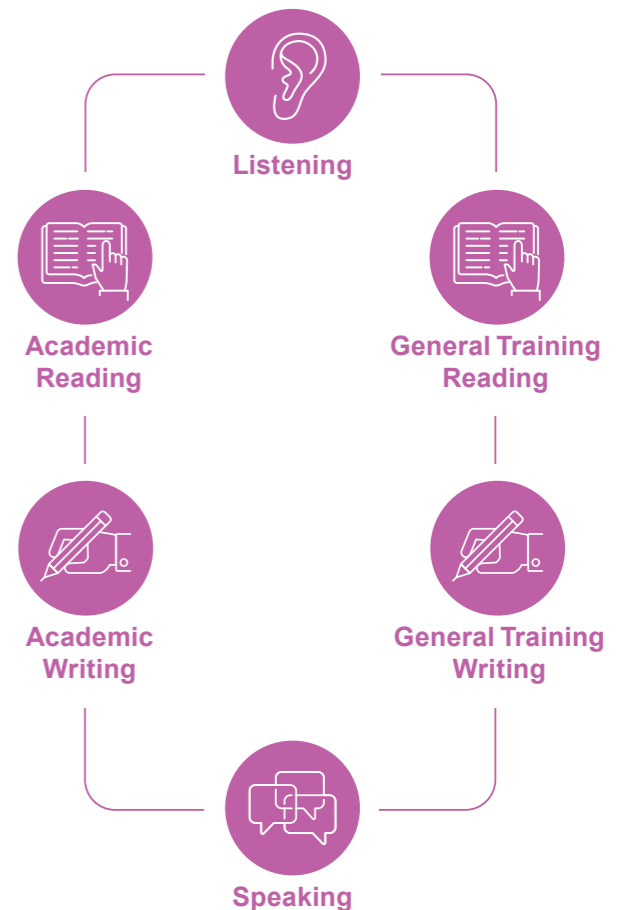 Listening
Academic
Reading
General Training
Reading
Academic
Writing
General Training
Writing
Speaking